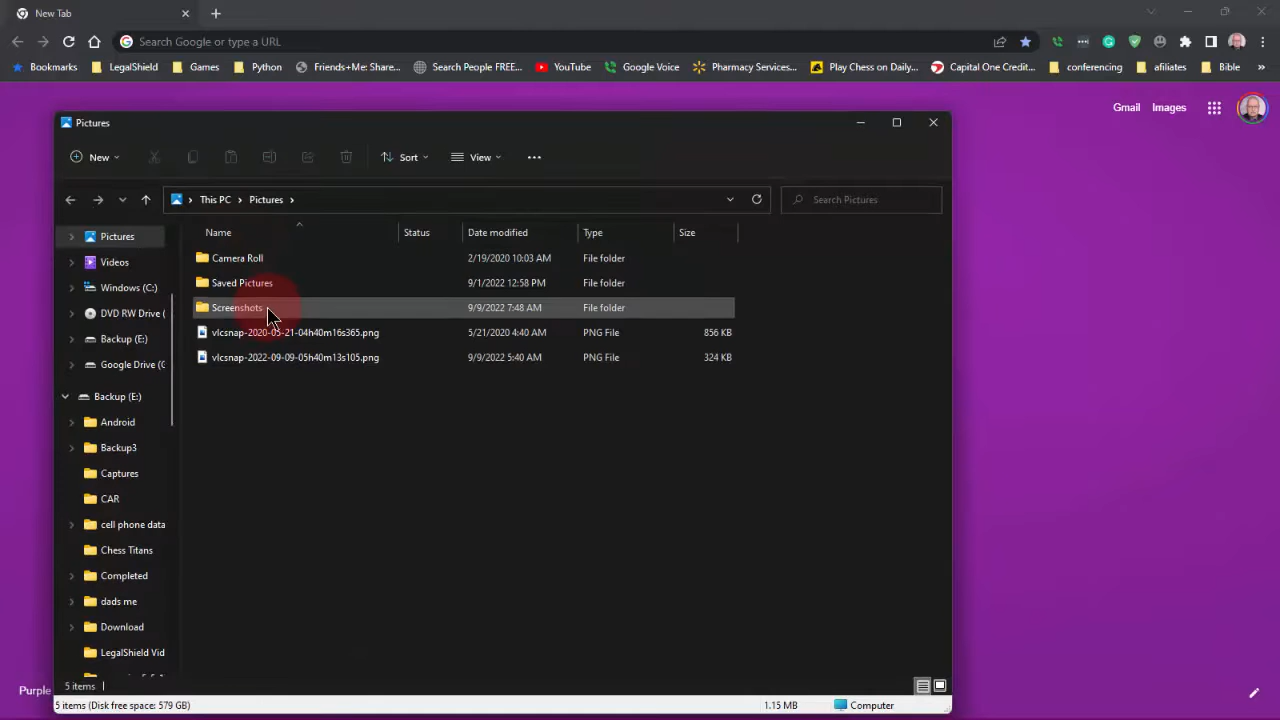 New Tab
Search Google or type a URL
Bookmarks LegalShield Games Python Friends+Me: Share... Search People FREE... YouTube Google Voice Pharmacy Services... Play Chess on Daily... Capital One Credit... conferencing afiliates Bible »
Gmail Images
Pictures
New Sort View
This PC Pictures
Search Pictures
Name Status Date modified Type Size
Camera Roll 2/19/2020 10:03 AM File folder
Saved Pictures 9/1/2022 12:58 PM File folder
Screenshots 9/9/2022 7:48 AM File folder
vlcsnap-2020-05-21-04h40m16s365.png 5/21/2020 4:40 AM PNG File 856 KB
vlcsnap-2022-09-09-05h40m13s105.png 9/9/2022 5:40 AM PNG File 324 KB
Pictures
Videos
Windows (C:)
DVD RW Drive (
Backup (E:)
Google Drive (G
Backup (E:)
Android
Backup3
Captures
CAR
cell phone data
Chess Titans
Completed
dads me
Download
LegalShield Vid
5 items
5 items (Disk free space: 579 GB) 1.15 MB Computer
Purple